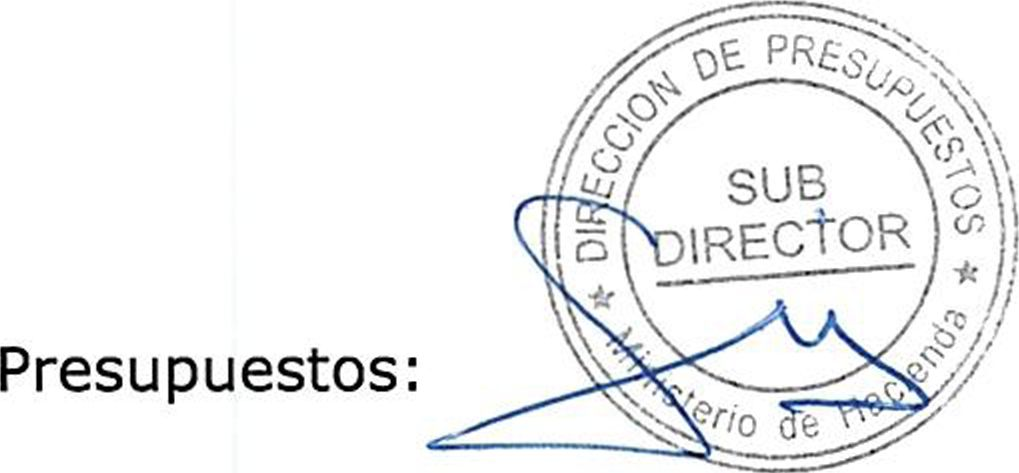 DIRECCION DE PRESUPUESTOS
SUB
DIRECTOR
Ministerio de Hacienda
Presupuestos: